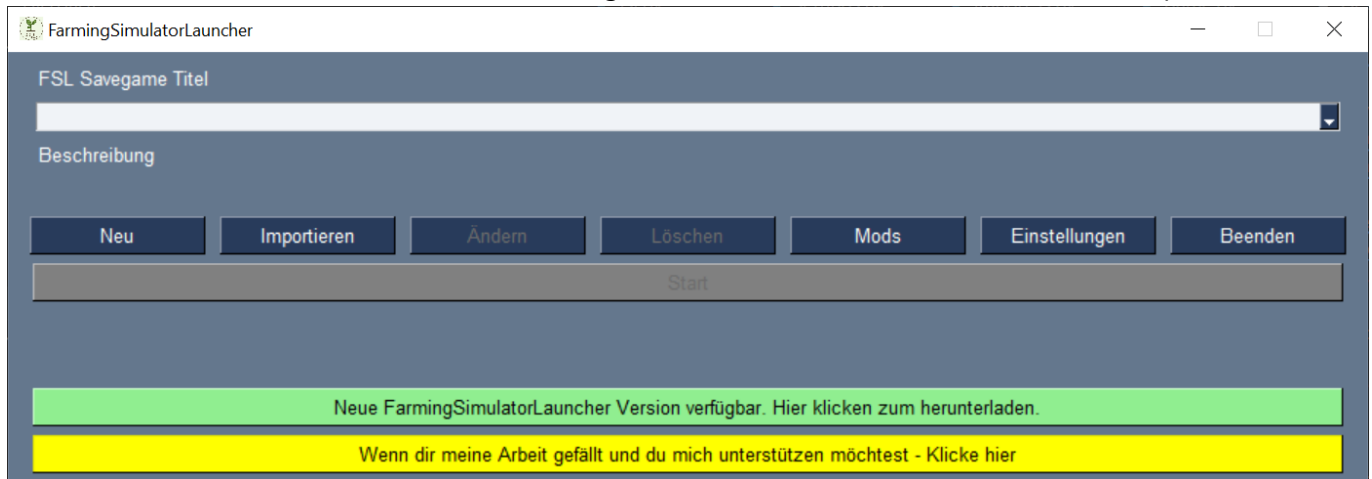 FarmingSimulatorLauncher
FSL Savegame Titel
Beschreibung
Neu Importieren Ändern Löschen Mods Einstellungen Beenden
Start
Neue FarmingSimulatorLauncher Version verfügbar. Hier klicken zum herunterladen.
Wenn dir meine Arbeit gefällt und du mich unterstützen möchtest - Klicke hier